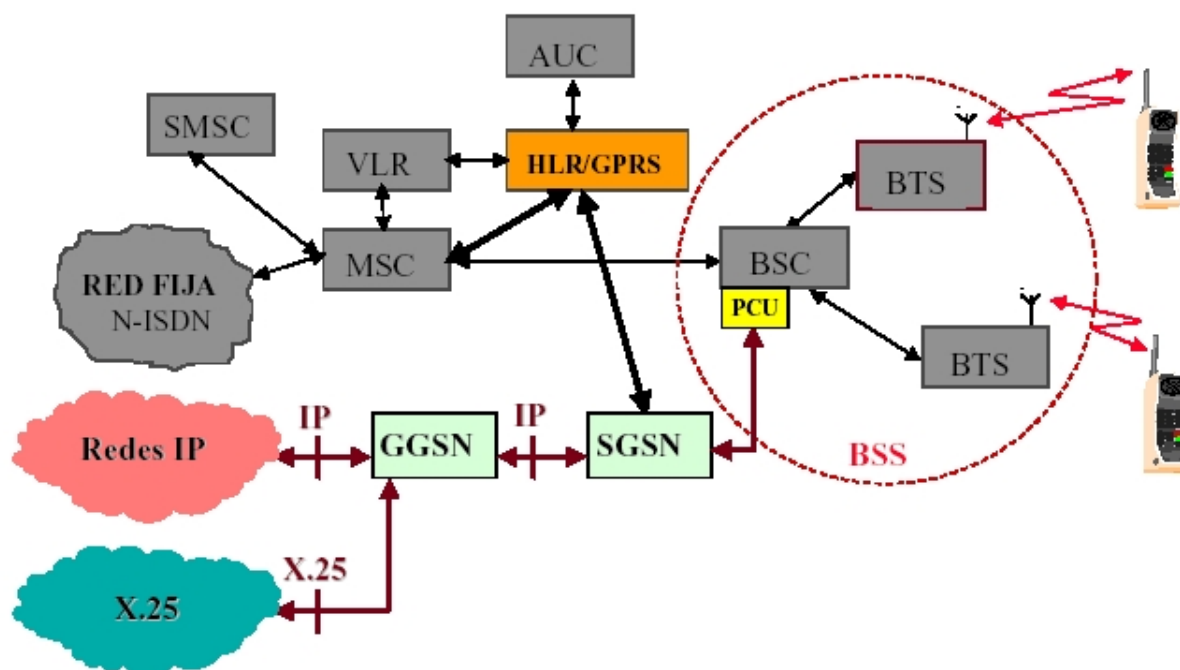 AUC
SMSC
VLR
HLR/GPRS
BTS
MSC
BSC
RED FIJA
N-ISDN
PCU
BTS
IP
IP
Redes IP
GGSN
SGSN
BSS
X.25
X.25